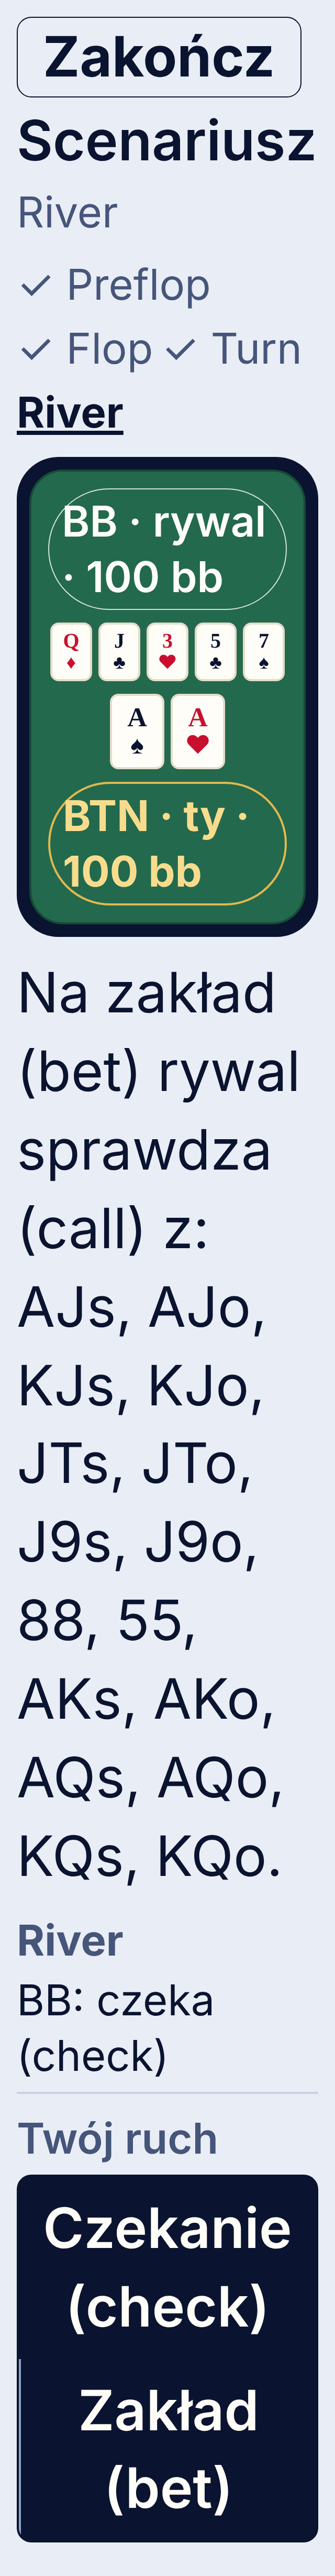 Zakończ
Scenariusz
River
✓ Preflop
✓ Flop ✓ Turn
River
BB · rywal
· 100 bb
Q♦ J♣ 3♥ 5♣ 7♠
A♠ A♥
BTN · ty ·
100 bb
Na zakład
(bet) rywal
sprawdza
(call) z:
AJs, AJo,
KJs, KJo,
JTs, JTo,
J9s, J9o,
88, 55,
AKs, AKo,
AQs, AQo,
KQs, KQo.
River
BB: czeka
(check)
Twój ruch
Czekanie
(check)
Zakład
(bet)